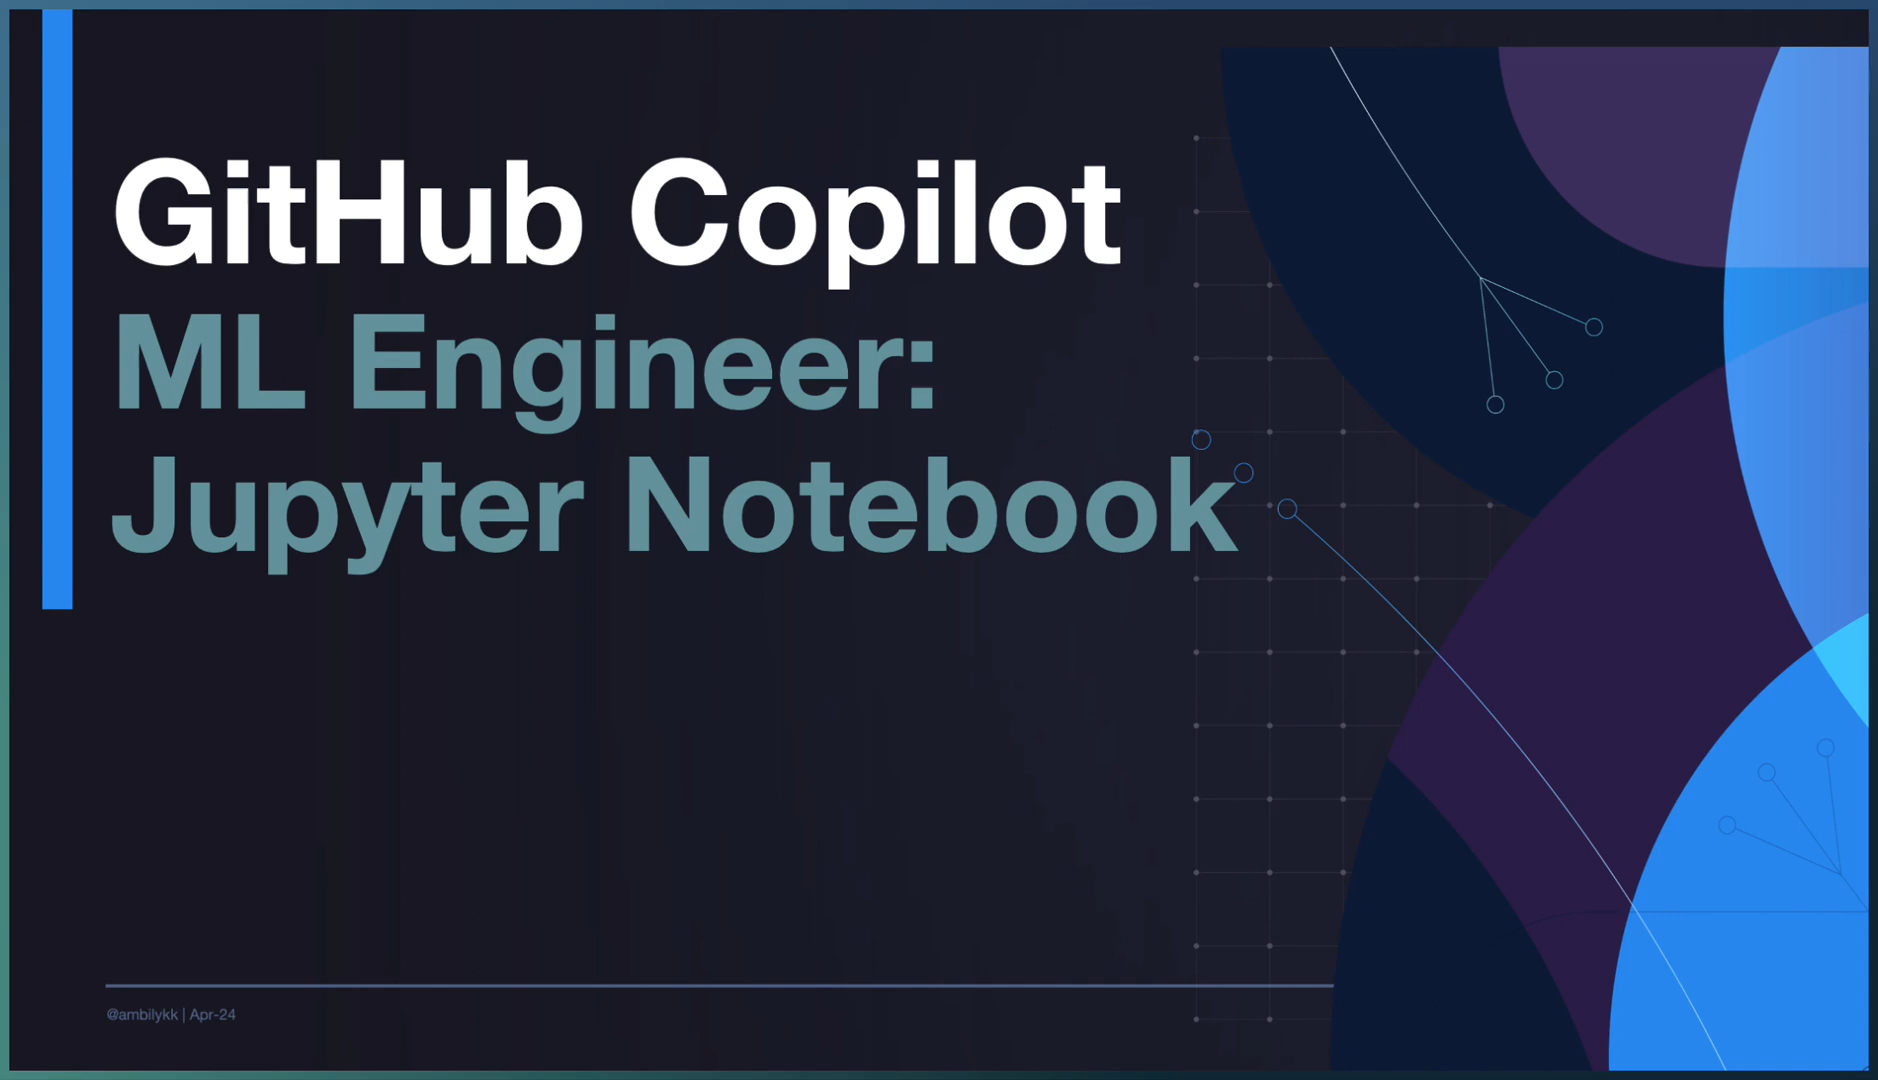 GitHub Copilot
ML Engineer:
Jupyter Notebook
@ambilykk | Apr-24